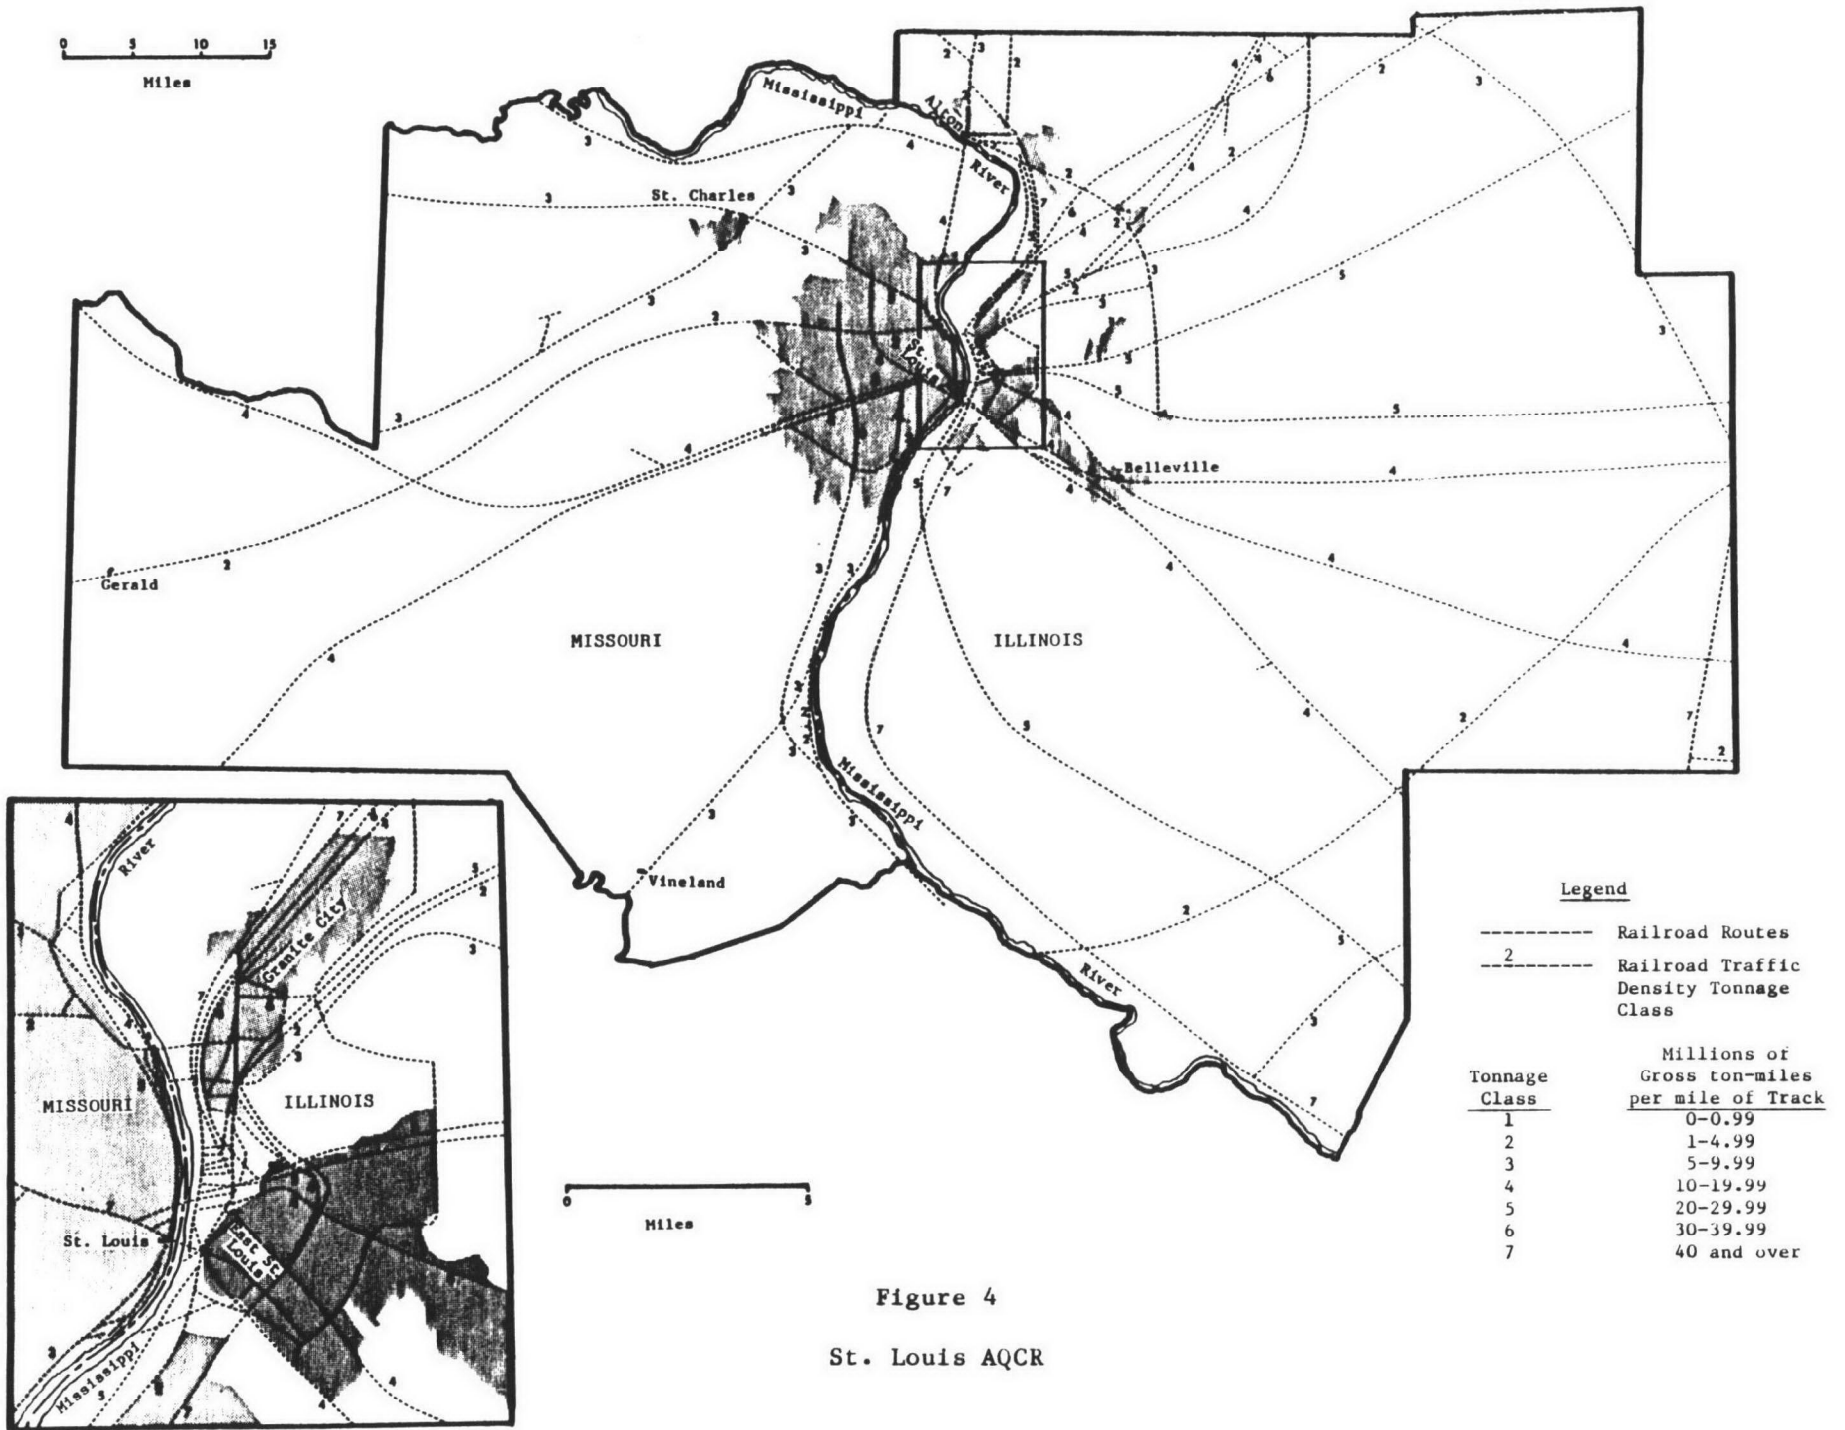 0 5 10 15
Miles
Mississippi
Alton
River
St. Charles
St.
Louis
Belleville
Gerald
MISSOURI
ILLINOIS
Mississippi
Vineland
River
River
Granite City
MISSOURI
ILLINOIS
St. Louis
East St
Louis
Mississippi
0 5
Miles
Legend
Railroad Routes
2
Railroad Traffic
Density Tonnage
Class
Tonnage
Class
Millions of
Gross ton-miles
per mile of Track
1 0-0.99
2 1-4.99
3 5-9.99
4 10-19.99
5 20-29.99
6 30-39.99
7 40 and over
Figure 4
St. Louis AQCR